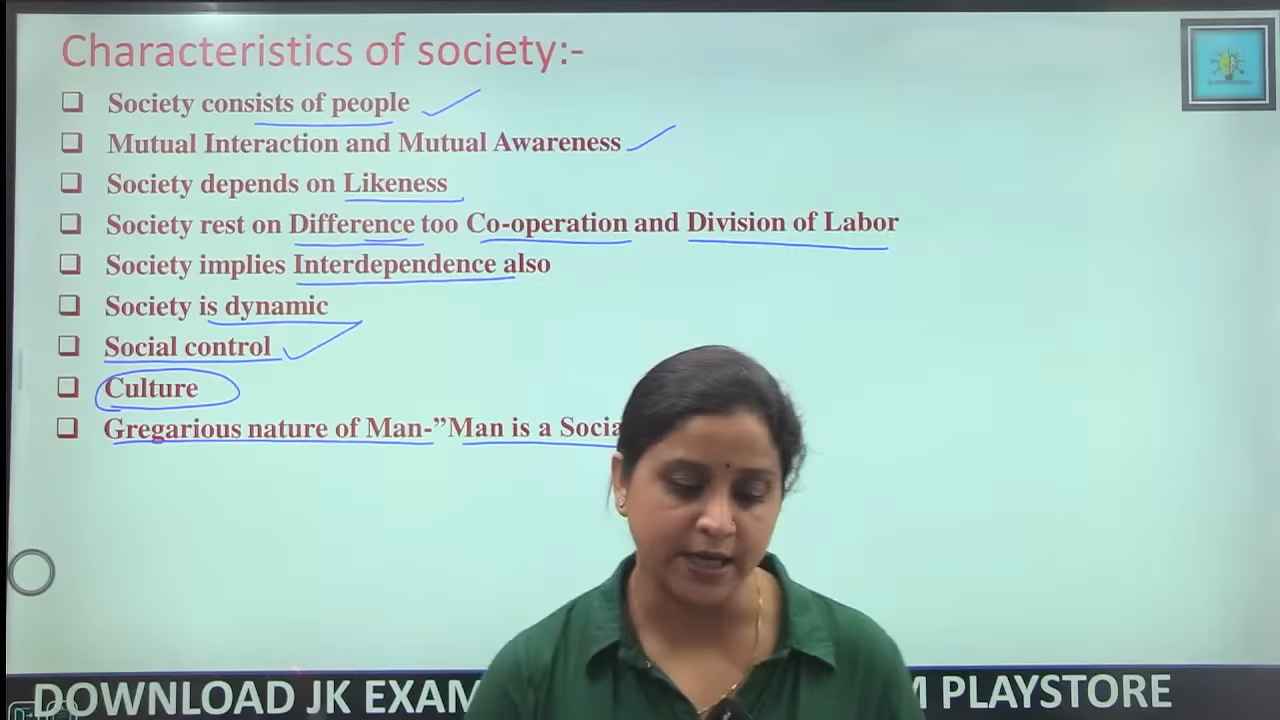 Characteristics of society:-
❑ Society consists of people
❑ Mutual Interaction and Mutual Awareness
❑ Society depends on Likeness
❑ Society rest on Difference too Co-operation and Division of Labor
❑ Society implies Interdependence also
❑ Society is dynamic
❑ Social control
❑ Culture
❑ Gregarious nature of Man-”Man is a
DOWNLOAD JK PLAYSTORE